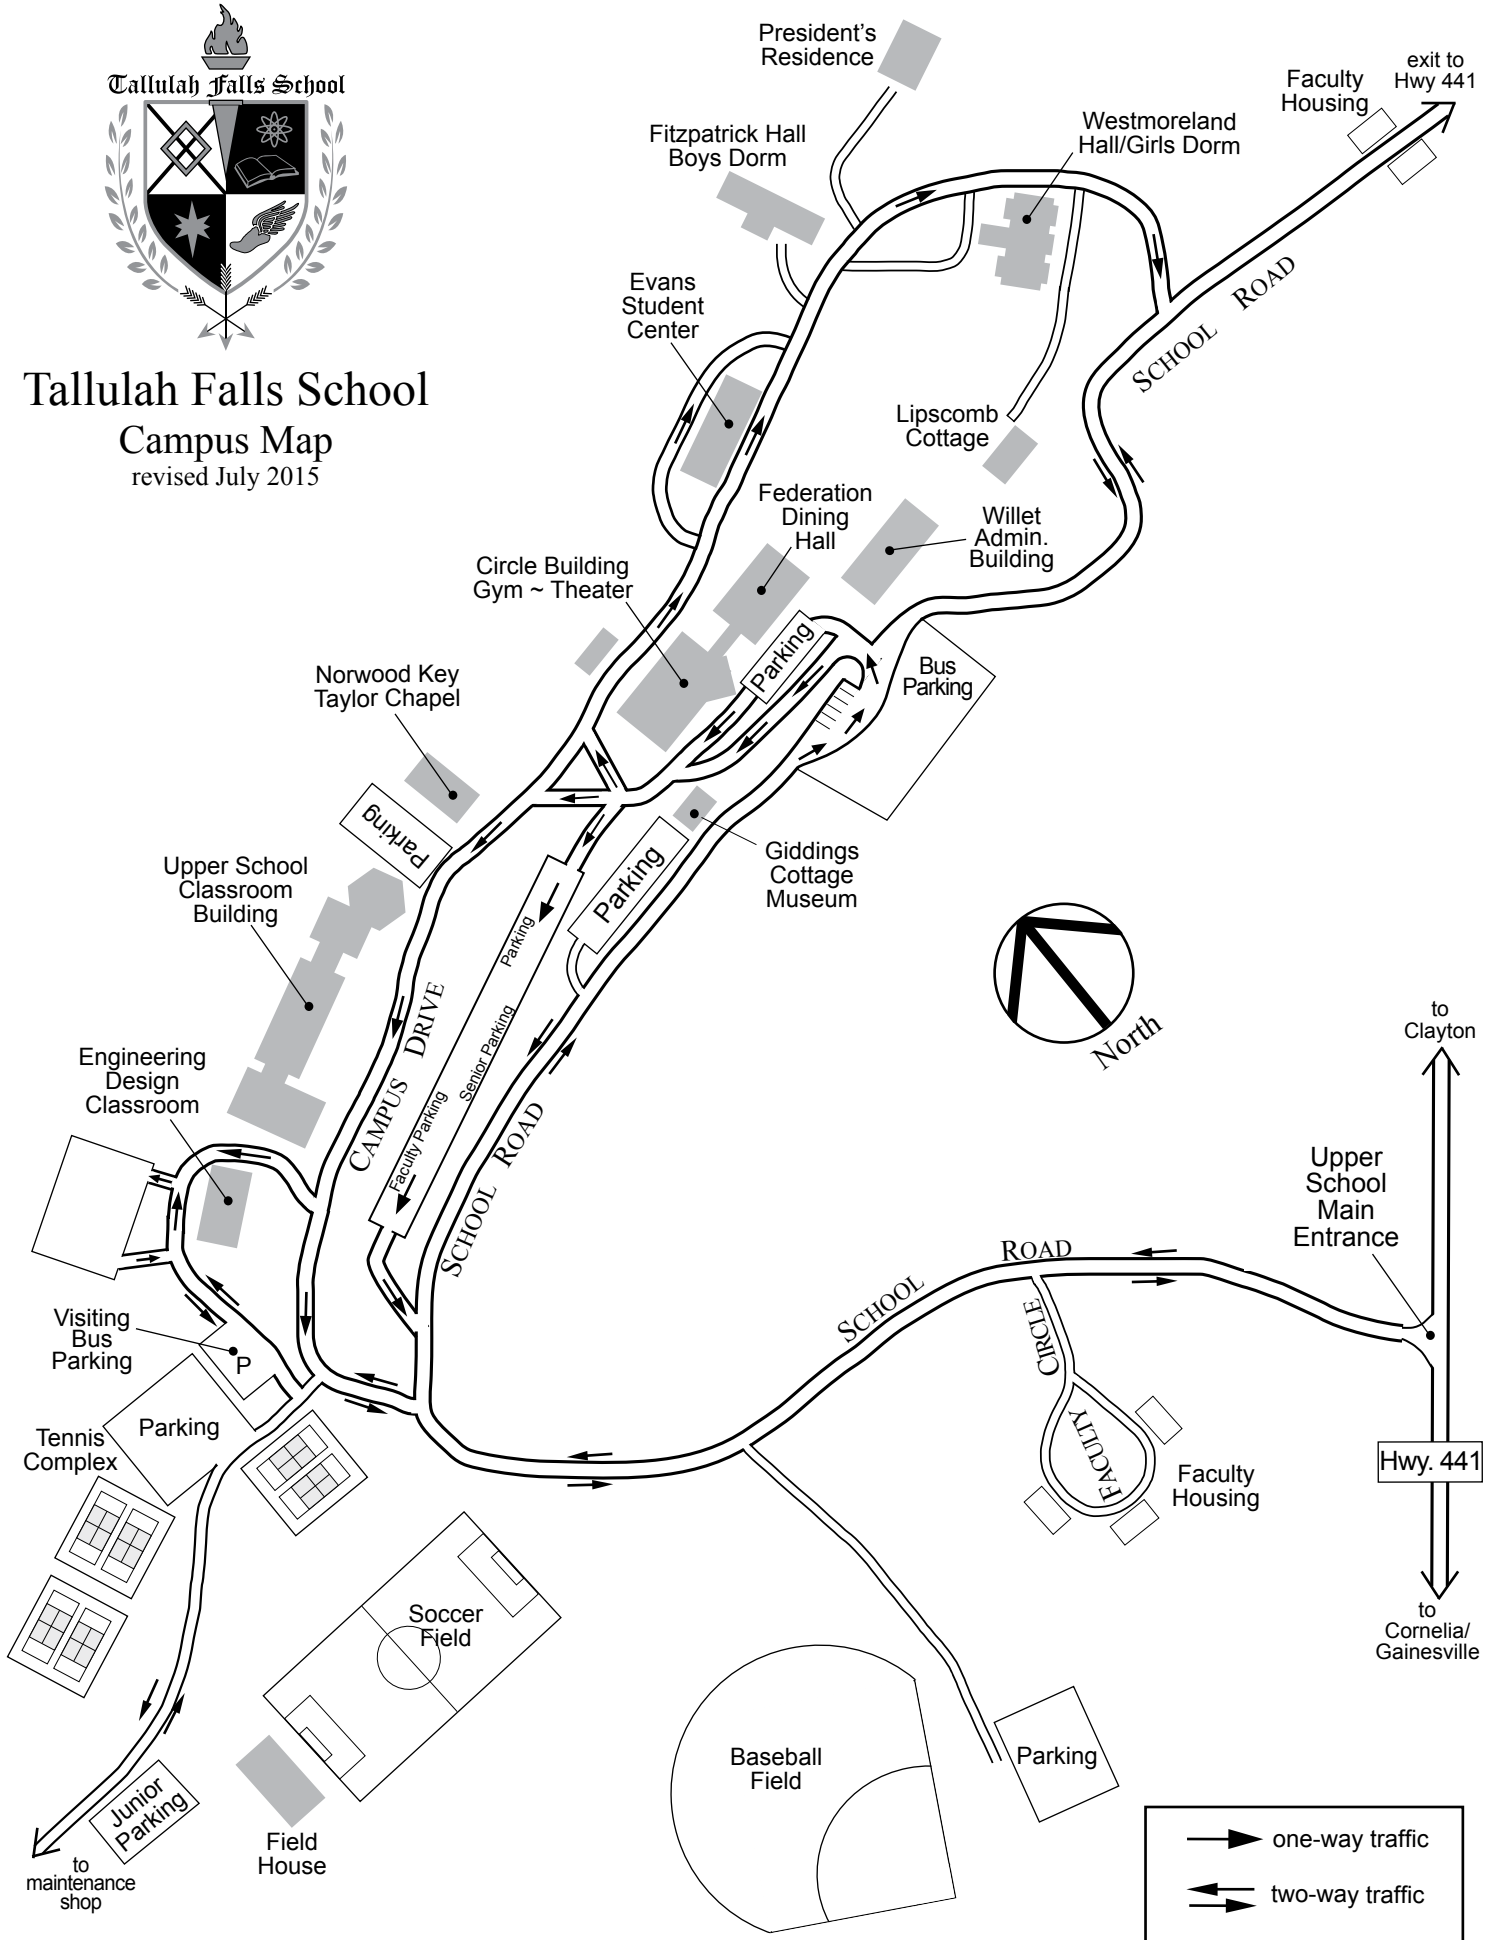 Tallulah Falls School
Tallulah Falls School
Campus Map
revised July 2015
President's
Residence
exit to
Hwy 441
Faculty
Housing
Fitzpatrick Hall
Boys Dorm
Westmoreland
Hall/Girls Dorm
SCHOOL ROAD
Evans
Student
Center
Lipscomb
Cottage
Federation
Dining
Hall
Willet
Admin.
Building
Circle Building
Gym ~ Theater
Parking
Bus
Parking
Norwood Key
Taylor Chapel
Parking
Giddings
Cottage
Museum
Parking
Upper School
Classroom
Building
Parking
Senior Parking
Faculty Parking
CAMPUS DRIVE
SCHOOL ROAD
North
Engineering
Design
Classroom
to
Clayton
Upper
School
Main
Entrance
SCHOOL ROAD
FACULTY CIRCLE
Visiting
Bus
Parking
P
Parking
Tennis
Complex
Hwy. 441
Faculty
Housing
to
Cornelia/
Gainesville
Soccer
Field
Baseball
Field
Parking
Junior
Parking
Field
House
to
maintenance
shop
one-way traffic
two-way traffic